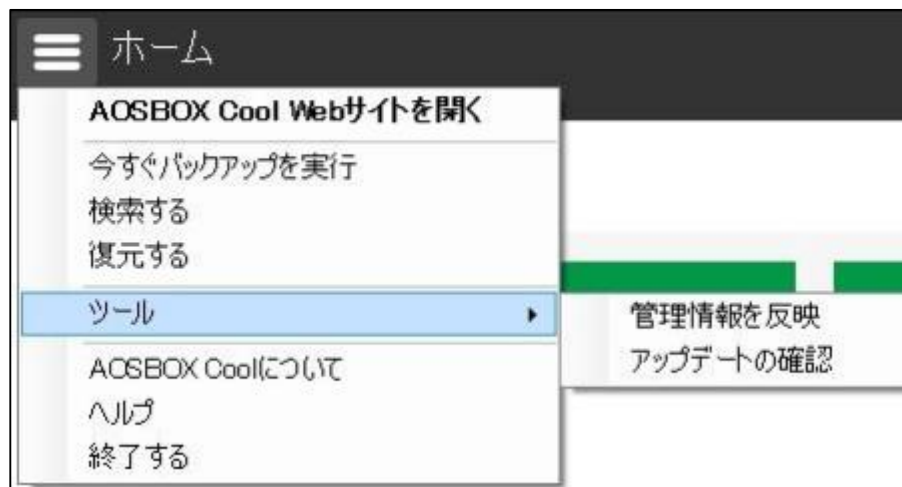 ホーム
AOSBOX Cool Webサイトを開く
今すぐバックアップを実行
検索する
復元する
ツール
管理情報を反映
アップデートの確認
AOSBOX Coolについて
ヘルプ
終了する